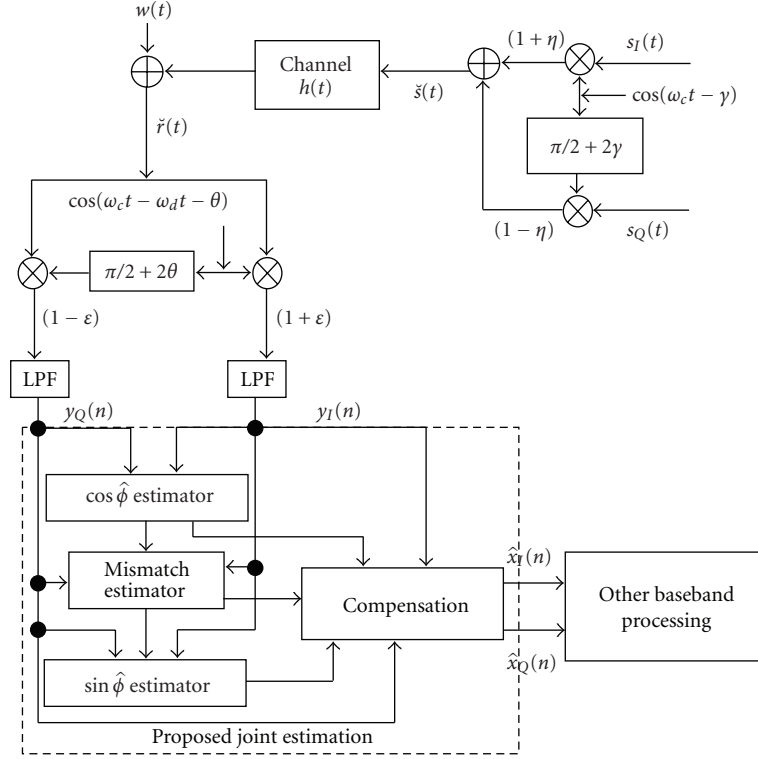 w(t)
(1 + η)
s_I(t)
Channel
h(t)
š(t)
cos(ω_c t − γ)
ř(t)
π/2 + 2γ
cos(ω_c t − ω_d t − θ)
(1 − η)
s_Q(t)
π/2 + 2θ
(1 − ε)
(1 + ε)
LPF
LPF
y_Q(n)
y_I(n)
cos φ̂ estimator
Mismatch
estimator
Compensation
x̂_I(n)
Other baseband
processing
x̂_Q(n)
sin φ̂ estimator
Proposed joint estimation